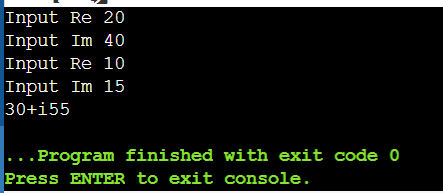 Input Re 20
Input Im 40
Input Re 10
Input Im 15
30+i55
...Program finished with exit code 0
Press ENTER to exit console.